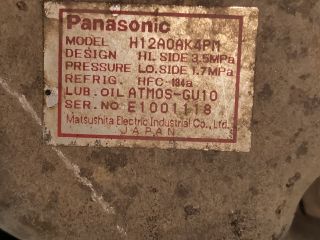 Panasonic
MODEL H12A0AK4PM
DESIGN HI.SIDE 3.5MPa
PRESSURE LO.SIDE 1.7MPa
REFRIG. HFC-134a
LUB. OIL ATMOS-GU10
SER. NO E1001118
Matsushita Electric Industrial Co., Ltd.
JAPAN